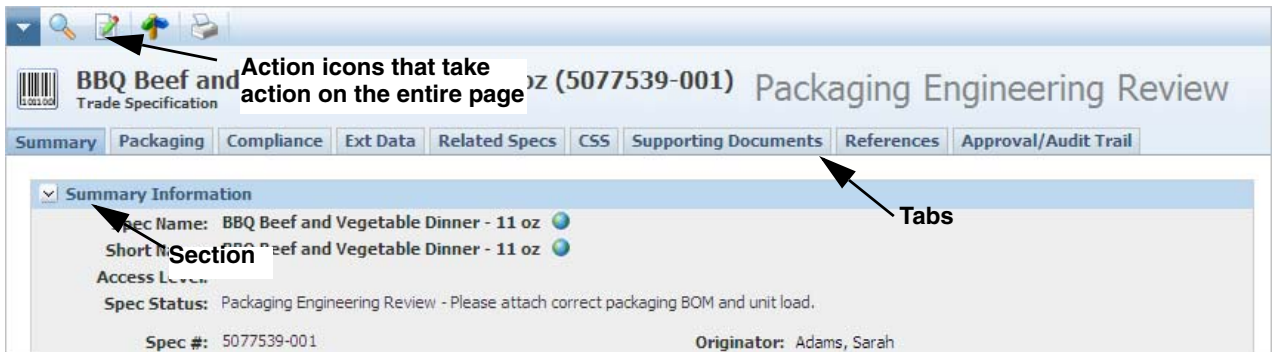 Action icons that take
action on the entire page
BBQ Beef an oz (5077539-001) Packaging Engineering Review
Trade Specification
Summary Packaging Compliance Ext Data Related Specs CSS Supporting Documents References Approval/Audit Trail
Tabs
Summary Information
Section
Spec Name: BBQ Beef and Vegetable Dinner - 11 oz
Short BBQ Beef and Vegetable Dinner - 11 oz
Access
Spec Status: Packaging Engineering Review - Please attach correct packaging BOM and unit load.
Spec #: 5077539-001 Originator: Adams, Sarah